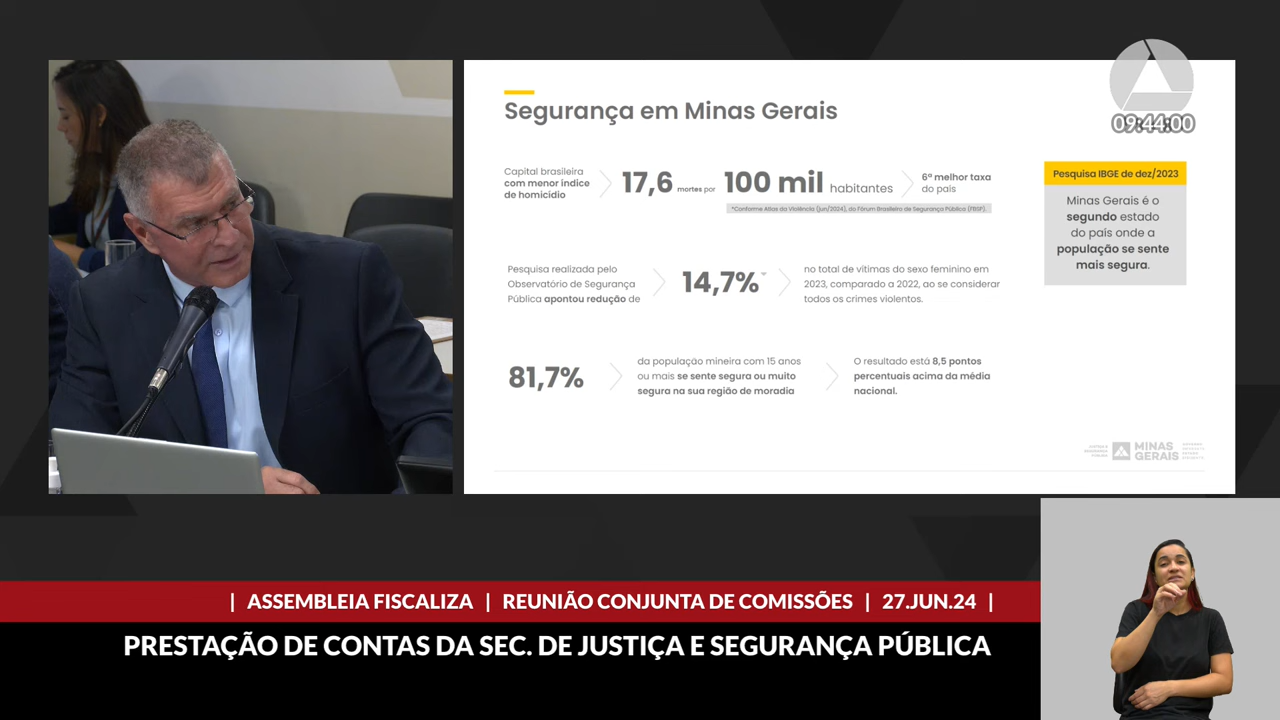 Segurança em Minas Gerais
09:44:00
Capital brasileira
com menor índice
de homicídio
17,6 mortes por 100 mil habitantes
6ª melhor taxa
do país
*Conforme Atlas da Violência (jun/2024), do Fórum Brasileiro de Segurança Pública (FBSP).
Pesquisa IBGE de dez/2023
Minas Gerais é o
segundo estado
do país onde a
população se sente
mais segura.
Pesquisa realizada pelo
Observatório de Segurança
Pública apontou redução de
14,7%
no total de vítimas do sexo feminino em
2023, comparado a 2022, ao se considerar
todos os crimes violentos.
81,7%
da população mineira com 15 anos
ou mais se sente segura ou muito
segura na sua região de moradia
O resultado está 8,5 pontos
percentuais acima da média
nacional.
MINAS
GERAIS
| ASSEMBLEIA FISCALIZA | REUNIÃO CONJUNTA DE COMISSÕES | 27.JUN.24 |
PRESTAÇÃO DE CONTAS DA SEC. DE JUSTIÇA E SEGURANÇA PÚBLICA